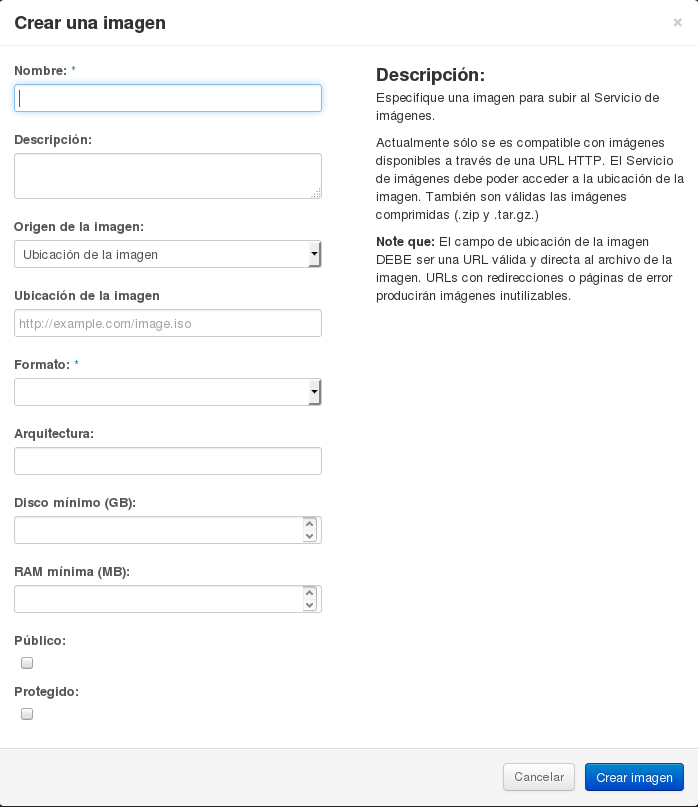 Crear una imagen
×
Nombre: *
Descripción:
Origen de la imagen:
Ubicación de la imagen
Ubicación de la imagen
http://example.com/image.iso
Formato: *
Arquitectura:
Disco mínimo (GB):
RAM mínima (MB):
Público:
Protegido:
Descripción:
Especifique una imagen para subir al Servicio de
imágenes.
Actualmente sólo se es compatible con imágenes
disponibles a través de una URL HTTP. El Servicio
de imágenes debe poder acceder a la ubicación de la
imagen. También son válidas las imágenes
comprimidas (.zip y .tar.gz.)
Note que: El campo de ubicación de la imagen
DEBE ser una URL válida y directa al archivo de la
imagen. URLs con redirecciones o páginas de error
producirán imágenes inutilizables.
Cancelar
Crear imagen